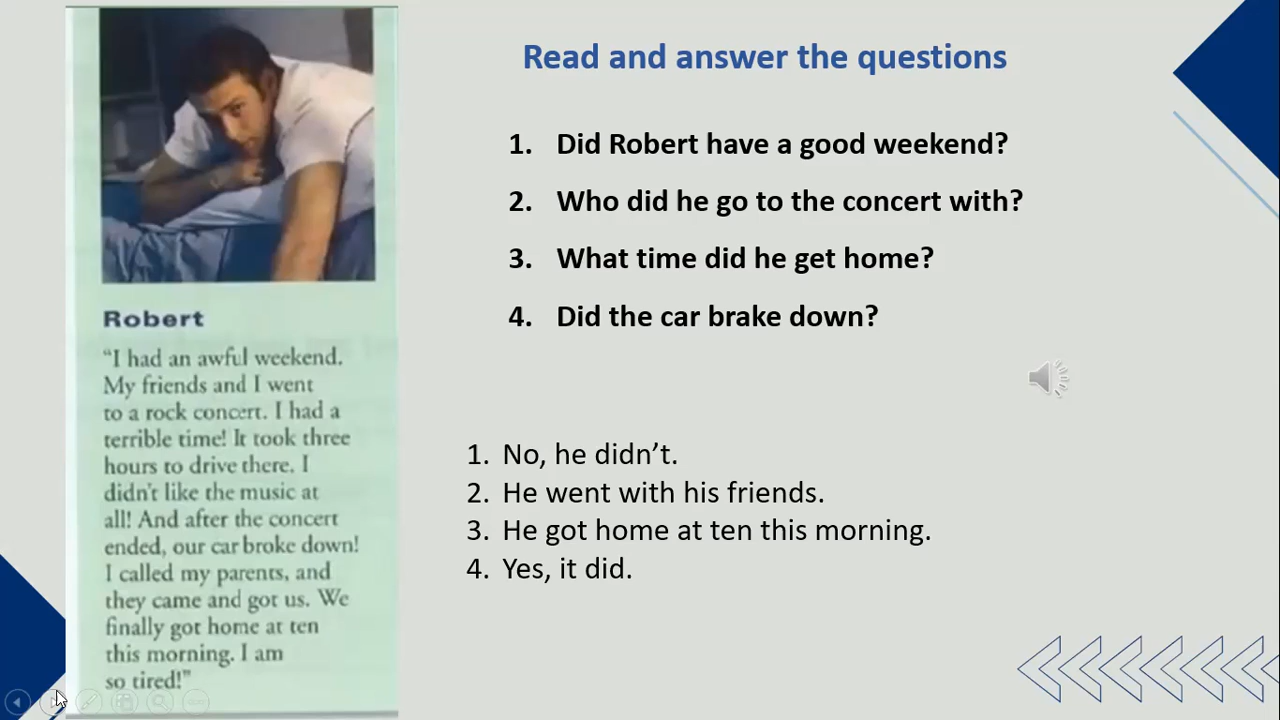 Read and answer the questions
1. Did Robert have a good weekend?
2. Who did he go to the concert with?
3. What time did he get home?
4. Did the car brake down?
Robert
“I had an awful weekend.
My friends and I went
to a rock concert. I had a
terrible time! It took three
hours to drive there. I
didn't like the music at
all! And after the concert
ended, our car broke down!
I called my parents, and
they came and got us. We
finally got home at ten
this morning. I am
so tired!”
1. No, he didn’t.
2. He went with his friends.
3. He got home at ten this morning.
4. Yes, it did.